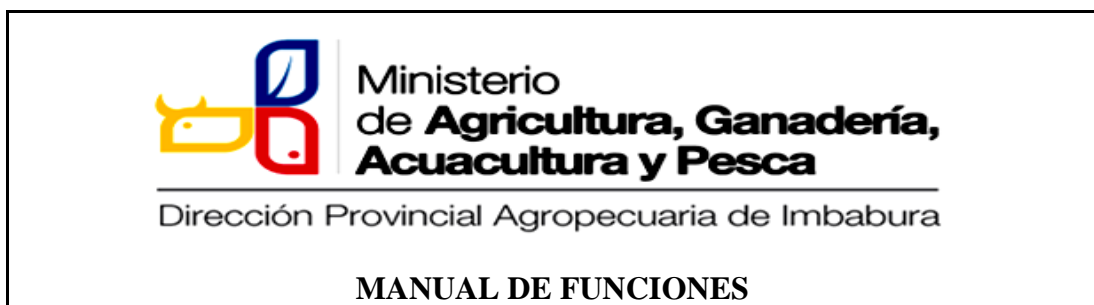 Ministerio
de Agricultura, Ganadería,
Acuacultura y Pesca
Dirección Provincial Agropecuaria de Imbabura
MANUAL DE FUNCIONES